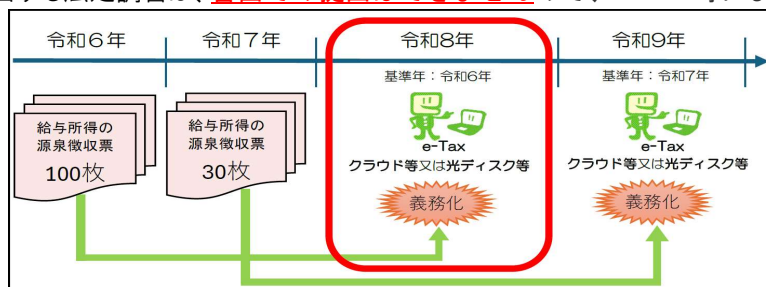 令和6年
令和7年
令和8年
令和9年
基準年：令和6年
基準年：令和7年
給与所得の
源泉徴収票
100枚
給与所得の
源泉徴収票
30枚
e-Tax
クラウド等又は光ディスク等
義務化
e-Tax
クラウド等又は光ディスク等
義務化